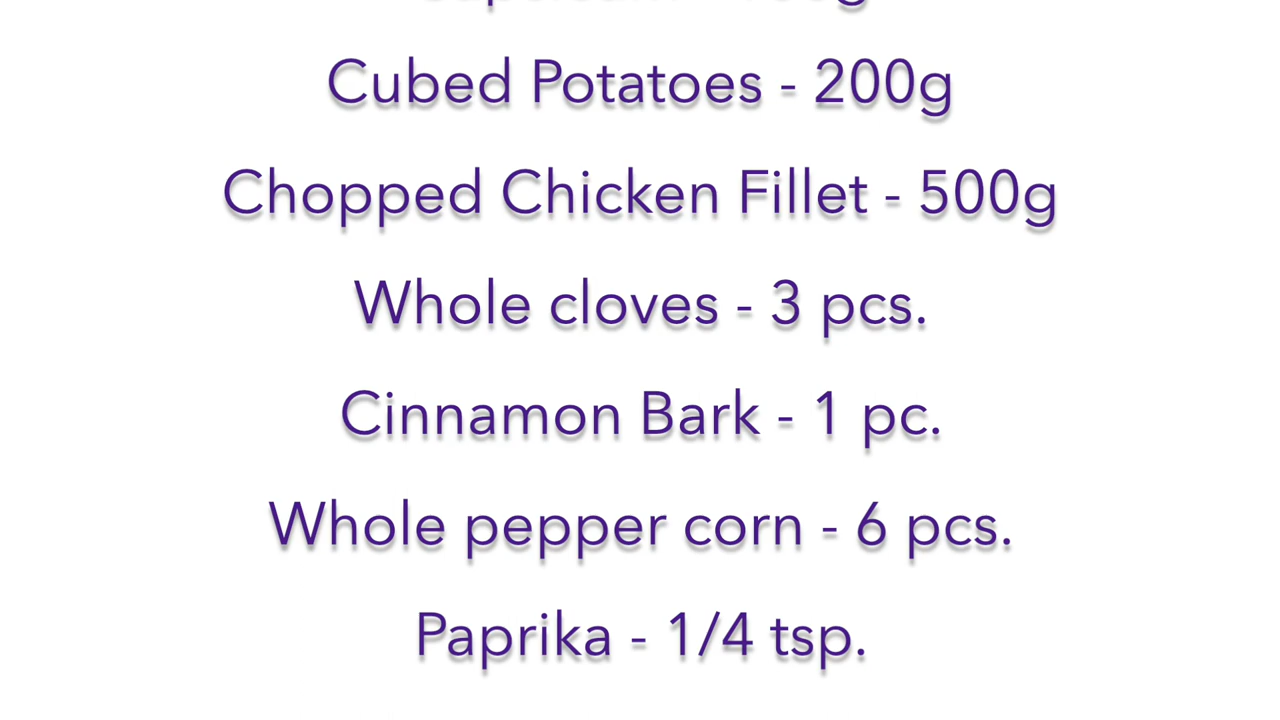 Cubed Potatoes - 200g
Chopped Chicken Fillet - 500g
Whole cloves - 3 pcs.
Cinnamon Bark - 1 pc.
Whole pepper corn - 6 pcs.
Paprika - 1/4 tsp.